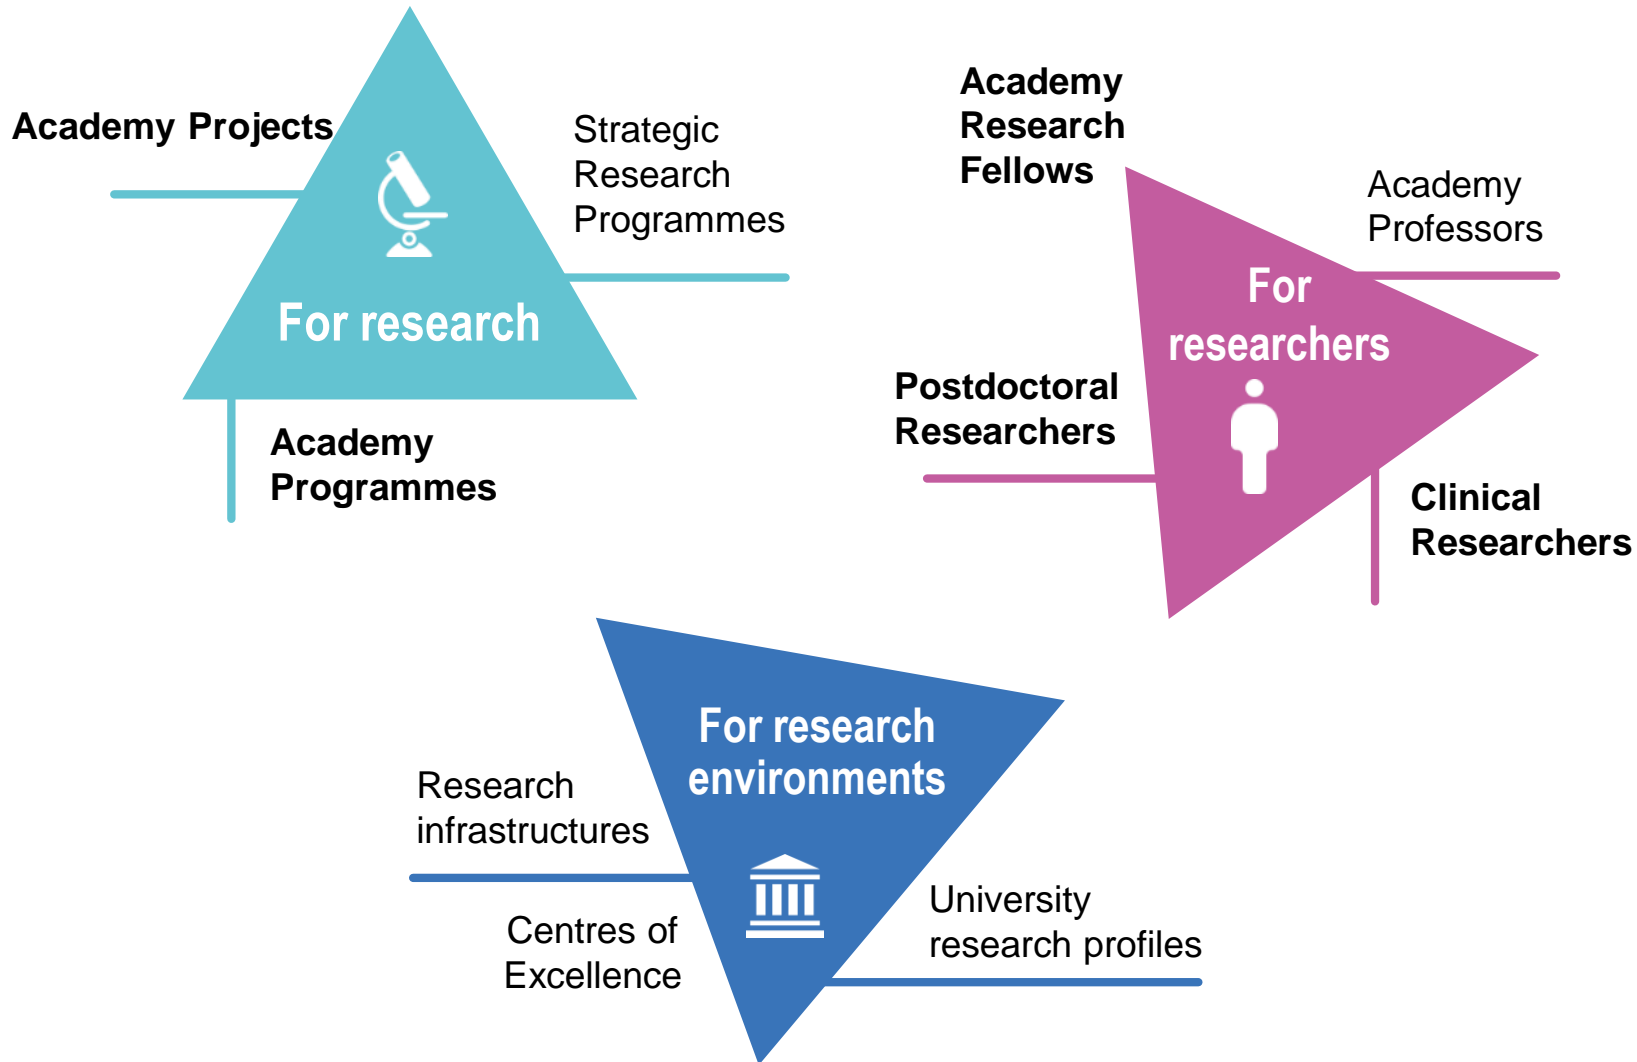 Academy Projects
Strategic
Research
Programmes
For research
Academy
Programmes
Academy
Research
Fellows
Academy
Professors
For
researchers
Postdoctoral
Researchers
Clinical
Researchers
For research
environments
Research
infrastructures
Centres of
Excellence
University
research profiles